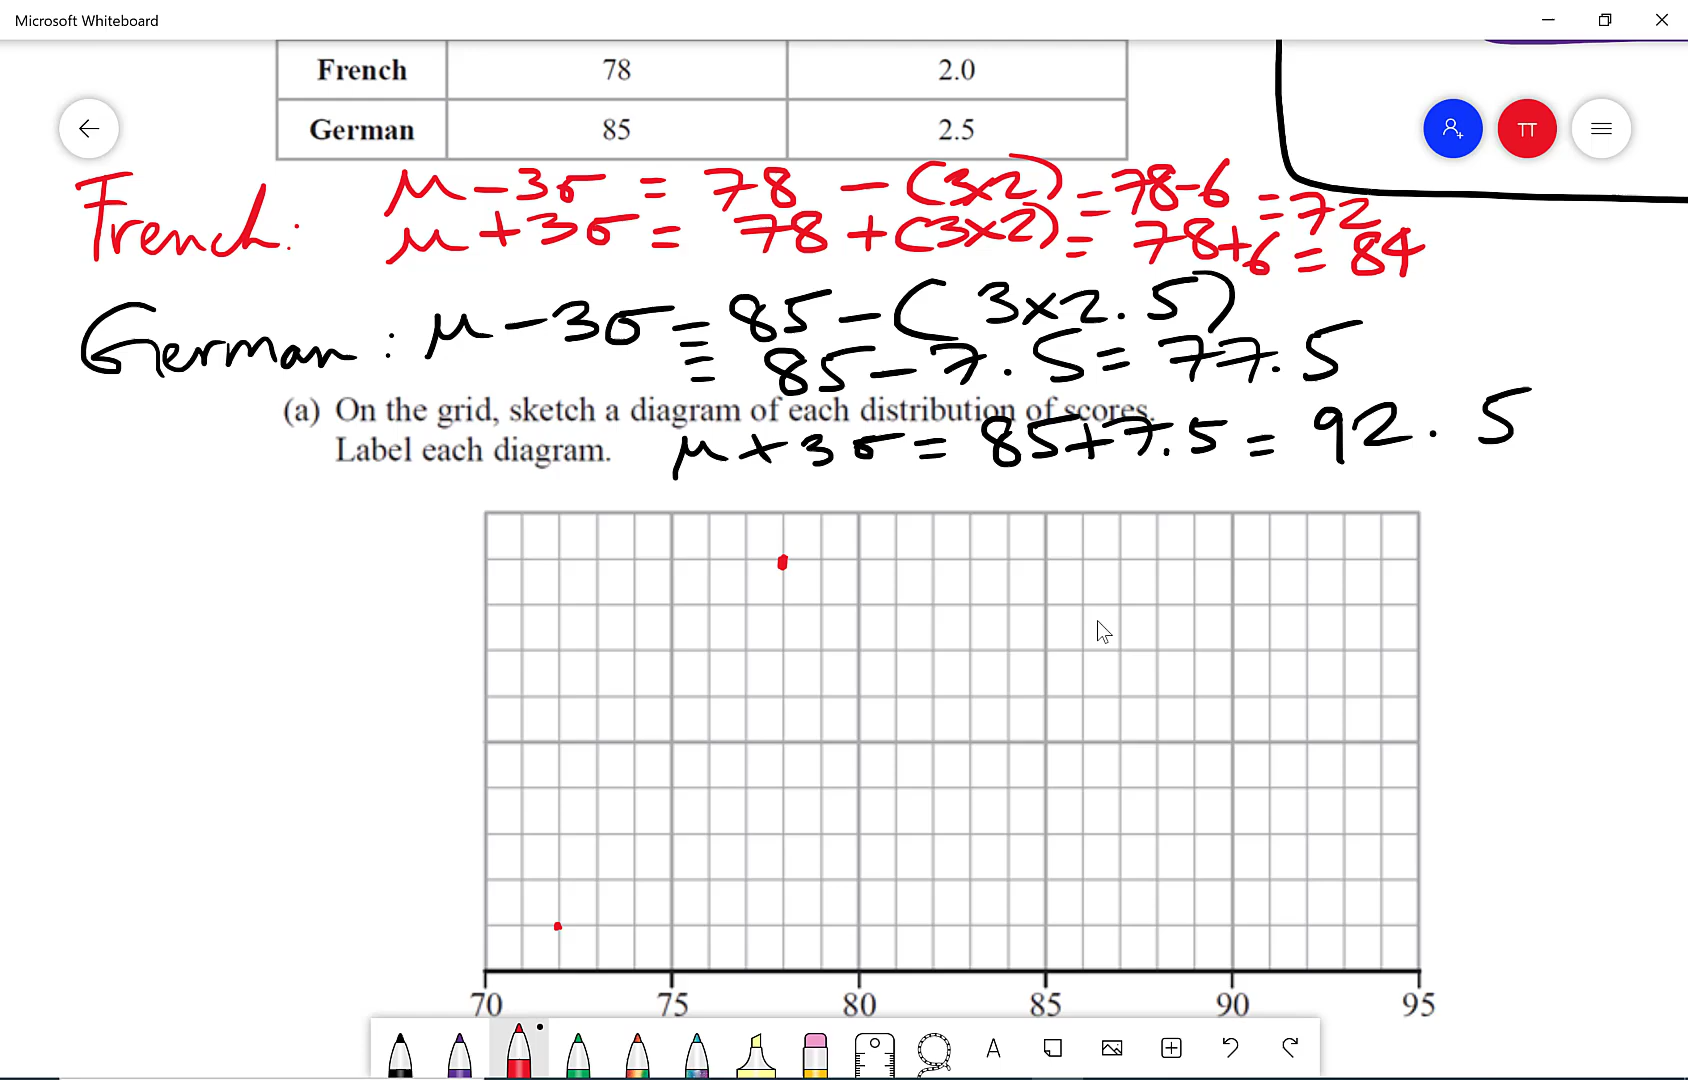 Microsoft Whiteboard
French 78 2.0
German 85 2.5
TT
French: μ-3σ = 78 - (3×2) = 78-6 = 72
μ+3σ = 78 + (3×2) = 78+6 = 84
German: μ-3σ = 85 - (3×2.5)
= 85 - 7.5 = 77.5
(a) On the grid, sketch a diagram of each distribution of scores.
Label each diagram.
μ+3σ = 85+7.5 = 92.5
70 75 80 85 90 95
A